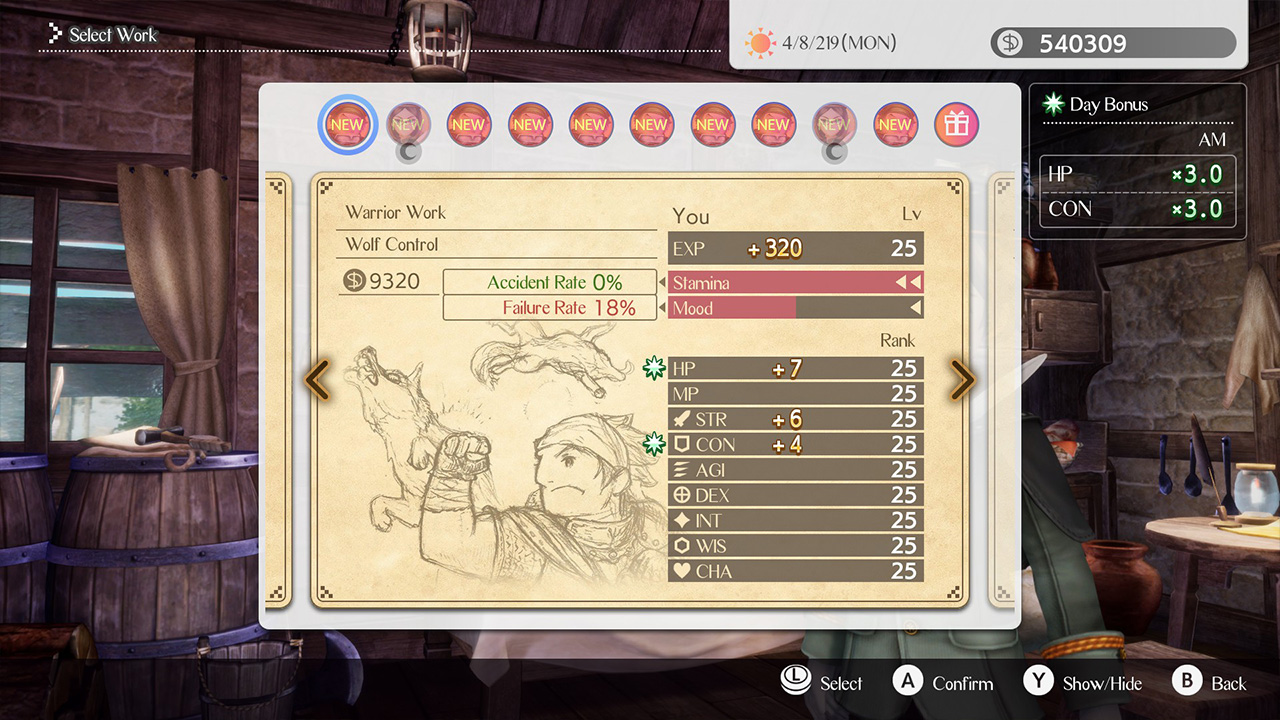 Select Work
4/8/219(MON)
540309
NEW NEW NEW NEW NEW NEW NEW NEW NEW NEW
Day Bonus
AM
HP ×3.0
CON ×3.0
Warrior Work
Wolf Control
9320
Accident Rate 0%
Failure Rate 18%
You Lv
EXP +320 25
Stamina
Mood
Rank
HP +7 25
MP 25
STR +6 25
CON +4 25
AGI 25
DEX 25
INT 25
WIS 25
CHA 25
L Select A Confirm Y Show/Hide B Back